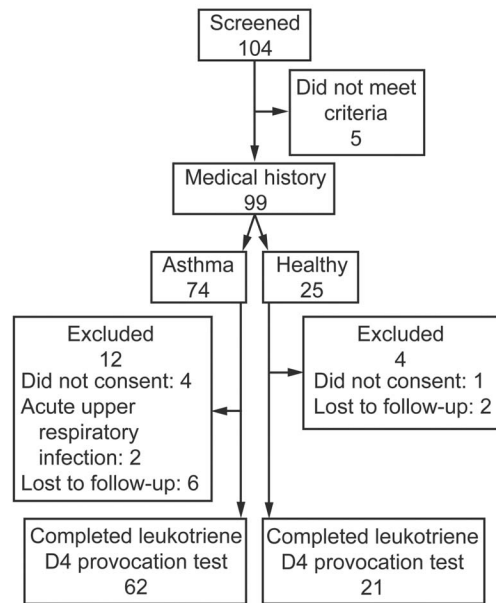 Screened
104
Did not meet
criteria
5
Medical history
99
Asthma
74
Healthy
25
Excluded
12
Did not consent: 4
Acute upper
respiratory
infection: 2
Lost to follow-up: 6
Excluded
4
Did not consent: 1
Lost to follow-up: 2
Completed leukotriene
D4 provocation test
62
Completed leukotriene
D4 provocation test
21